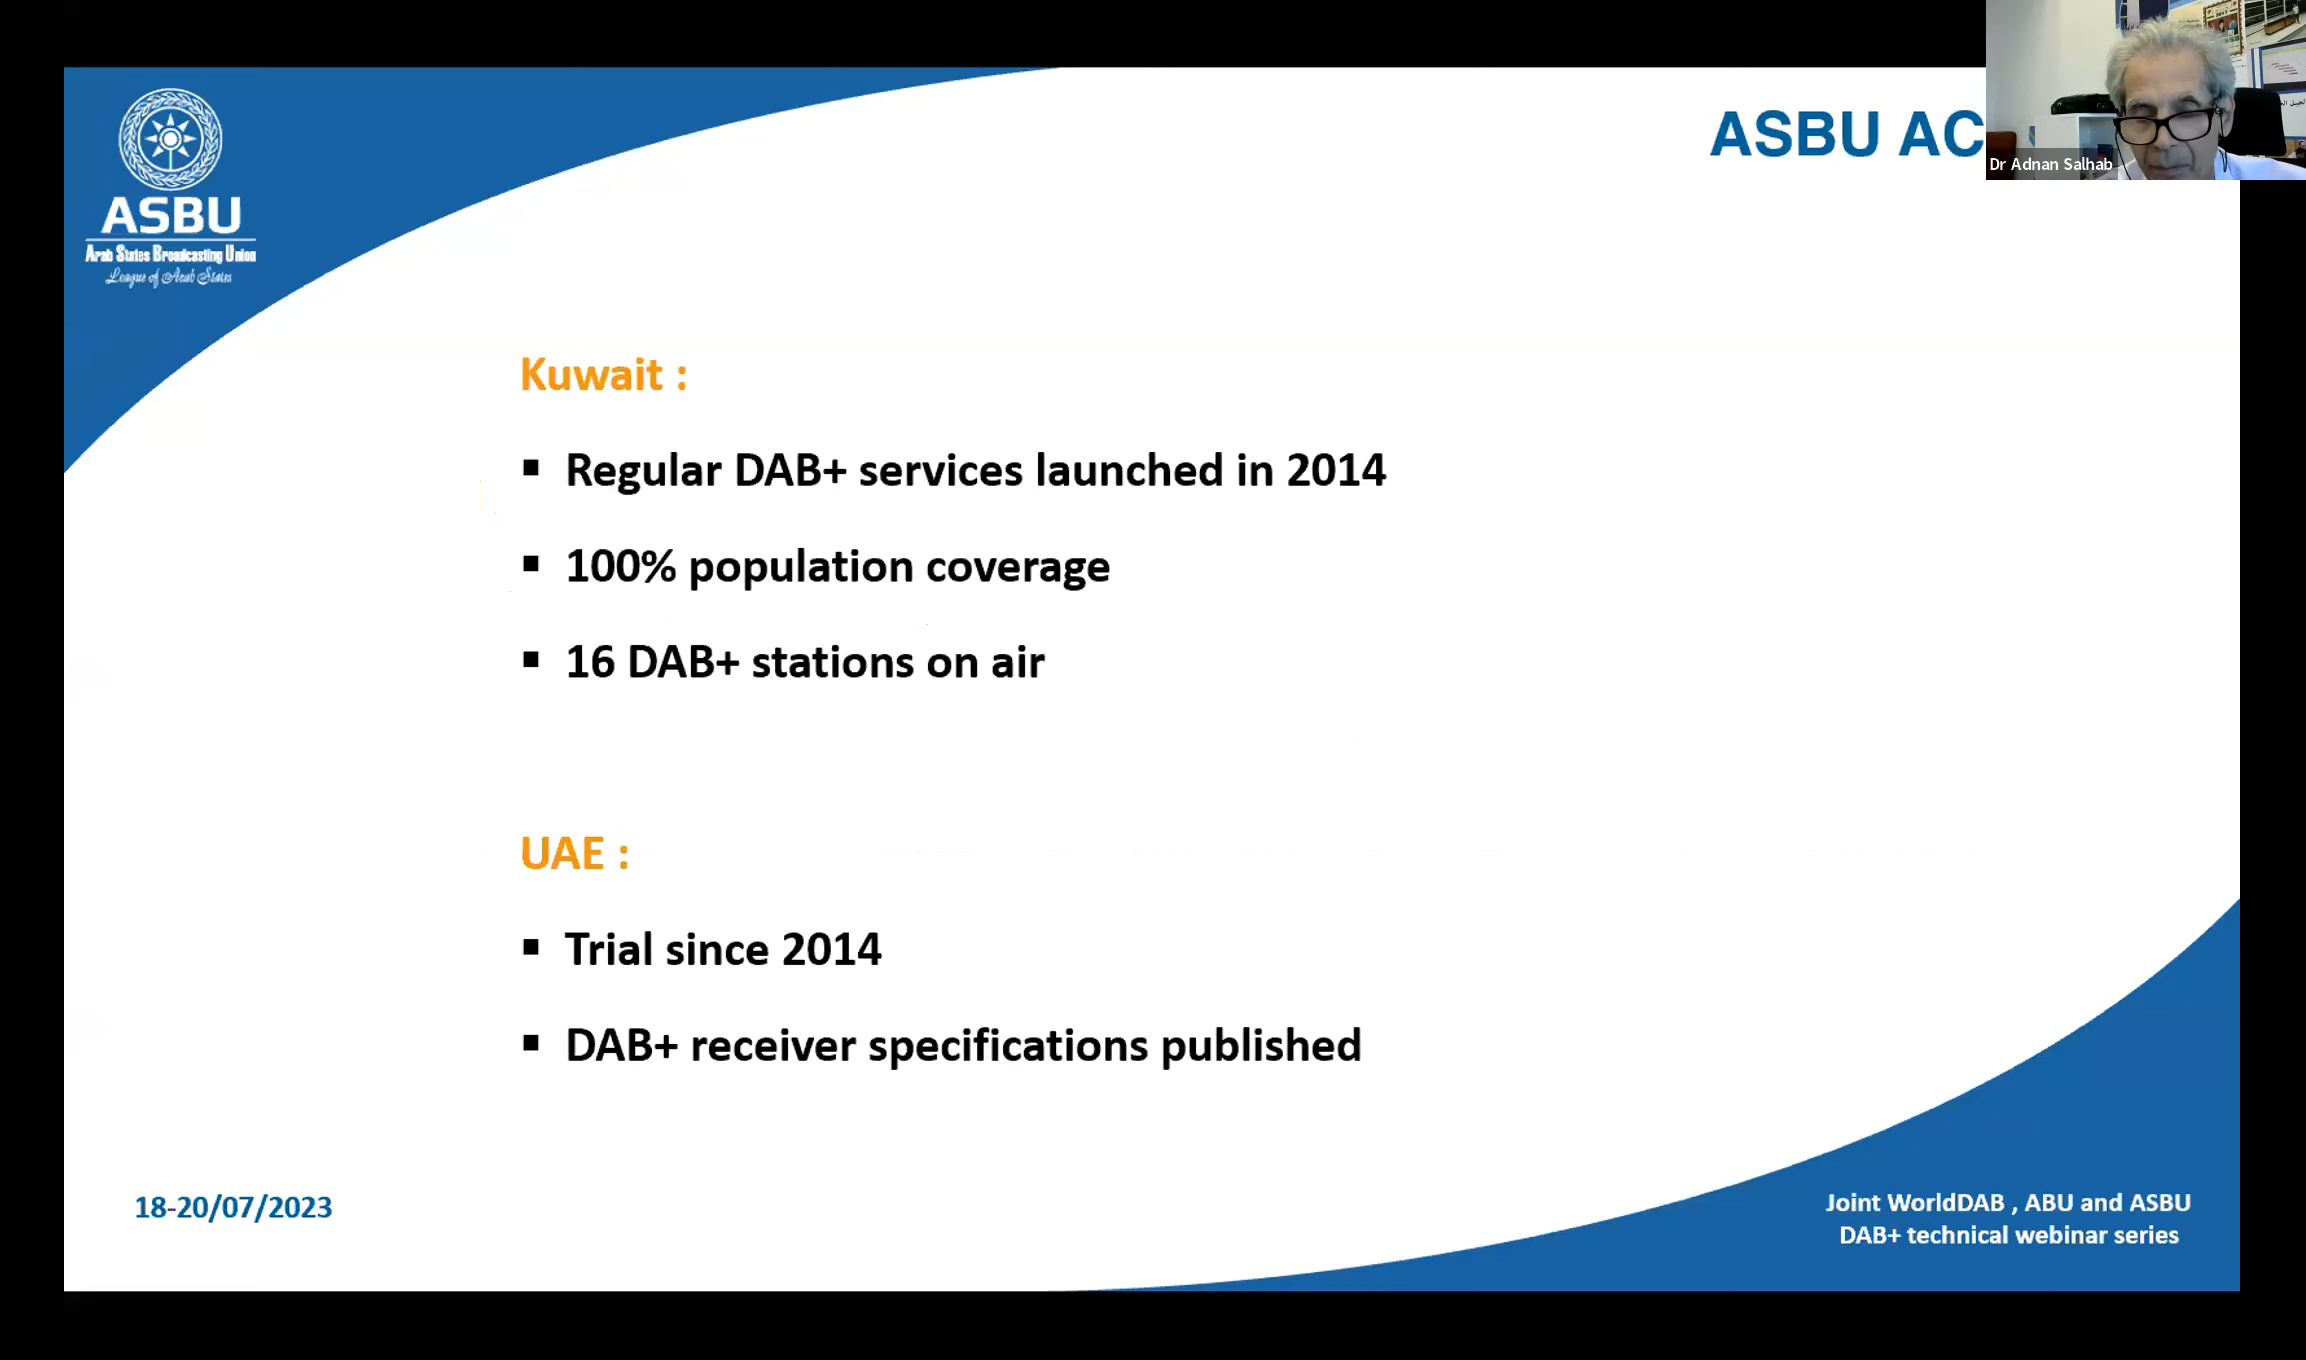 ASBU
Arab States Broadcasting Union
League of Arab States
ASBU AC
Dr Adnan Salhab
Kuwait :
▪ Regular DAB+ services launched in 2014
▪ 100% population coverage
▪ 16 DAB+ stations on air
UAE :
▪ Trial since 2014
▪ DAB+ receiver specifications published
18-20/07/2023
Joint WorldDAB , ABU and ASBU
DAB+ technical webinar series